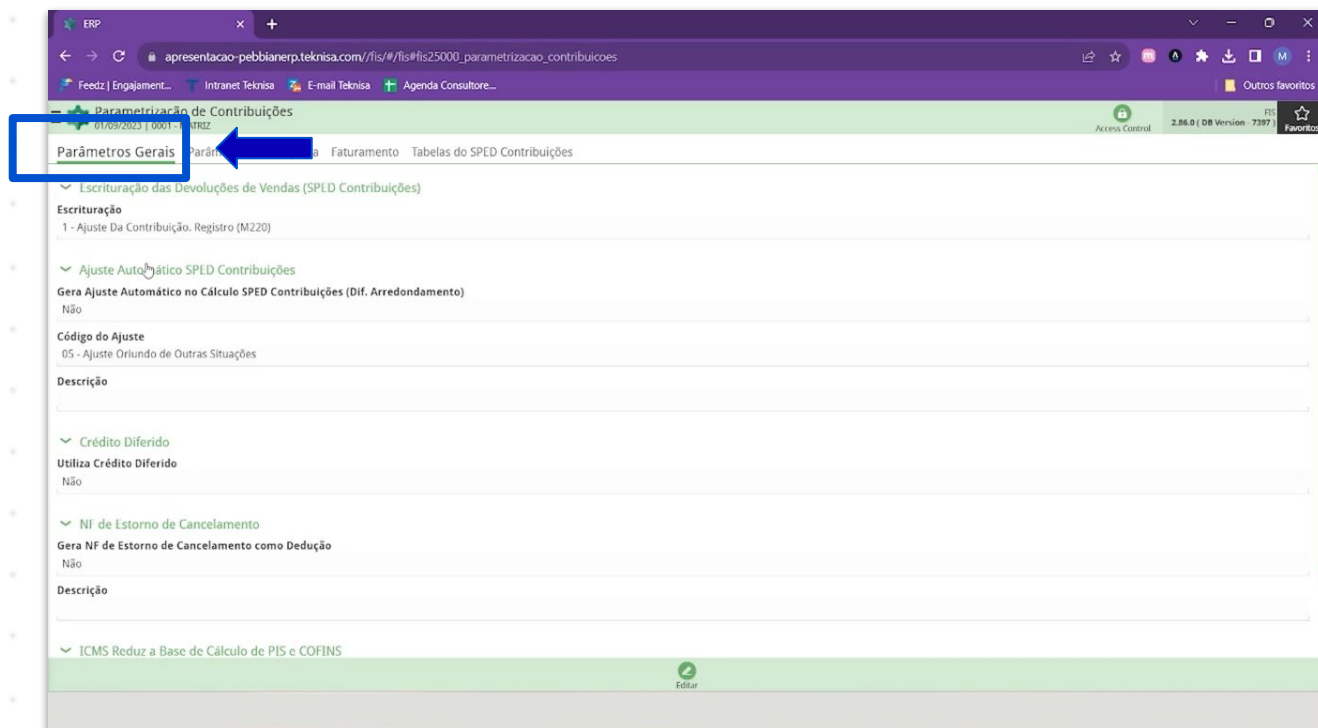 ERP
apresentacao-pebbianerp.teknisa.com//fis/#/fis#fis25000_parametrizacao_contribuicoes
M
Feedz | Engajament... Intranet Teknisa E-mail Teknisa Agenda Consultore... Outros favoritos
Parametrização de Contribuições
01/09/2023 | 0001 - MATRIZ
Access Control
FIS
2.86.0 ( DB Version - 7397 )
Favoritos
Parâmetros Gerais Faturamento Tabelas do SPED Contribuições
Escrituração das Devoluções de Vendas (SPED Contribuições)
Escrituração
1 - Ajuste Da Contribuição. Registro (M220)
Ajuste Automático SPED Contribuições
Gera Ajuste Automático no Cálculo SPED Contribuições (Dif. Arredondamento)
Não
Código do Ajuste
05 - Ajuste Oriundo de Outras Situações
Descrição
Crédito Diferido
Utiliza Crédito Diferido
Não
NF de Estorno de Cancelamento
Gera NF de Estorno de Cancelamento como Dedução
Não
Descrição
ICMS Reduz a Base de Cálculo de PIS e COFINS
Editar